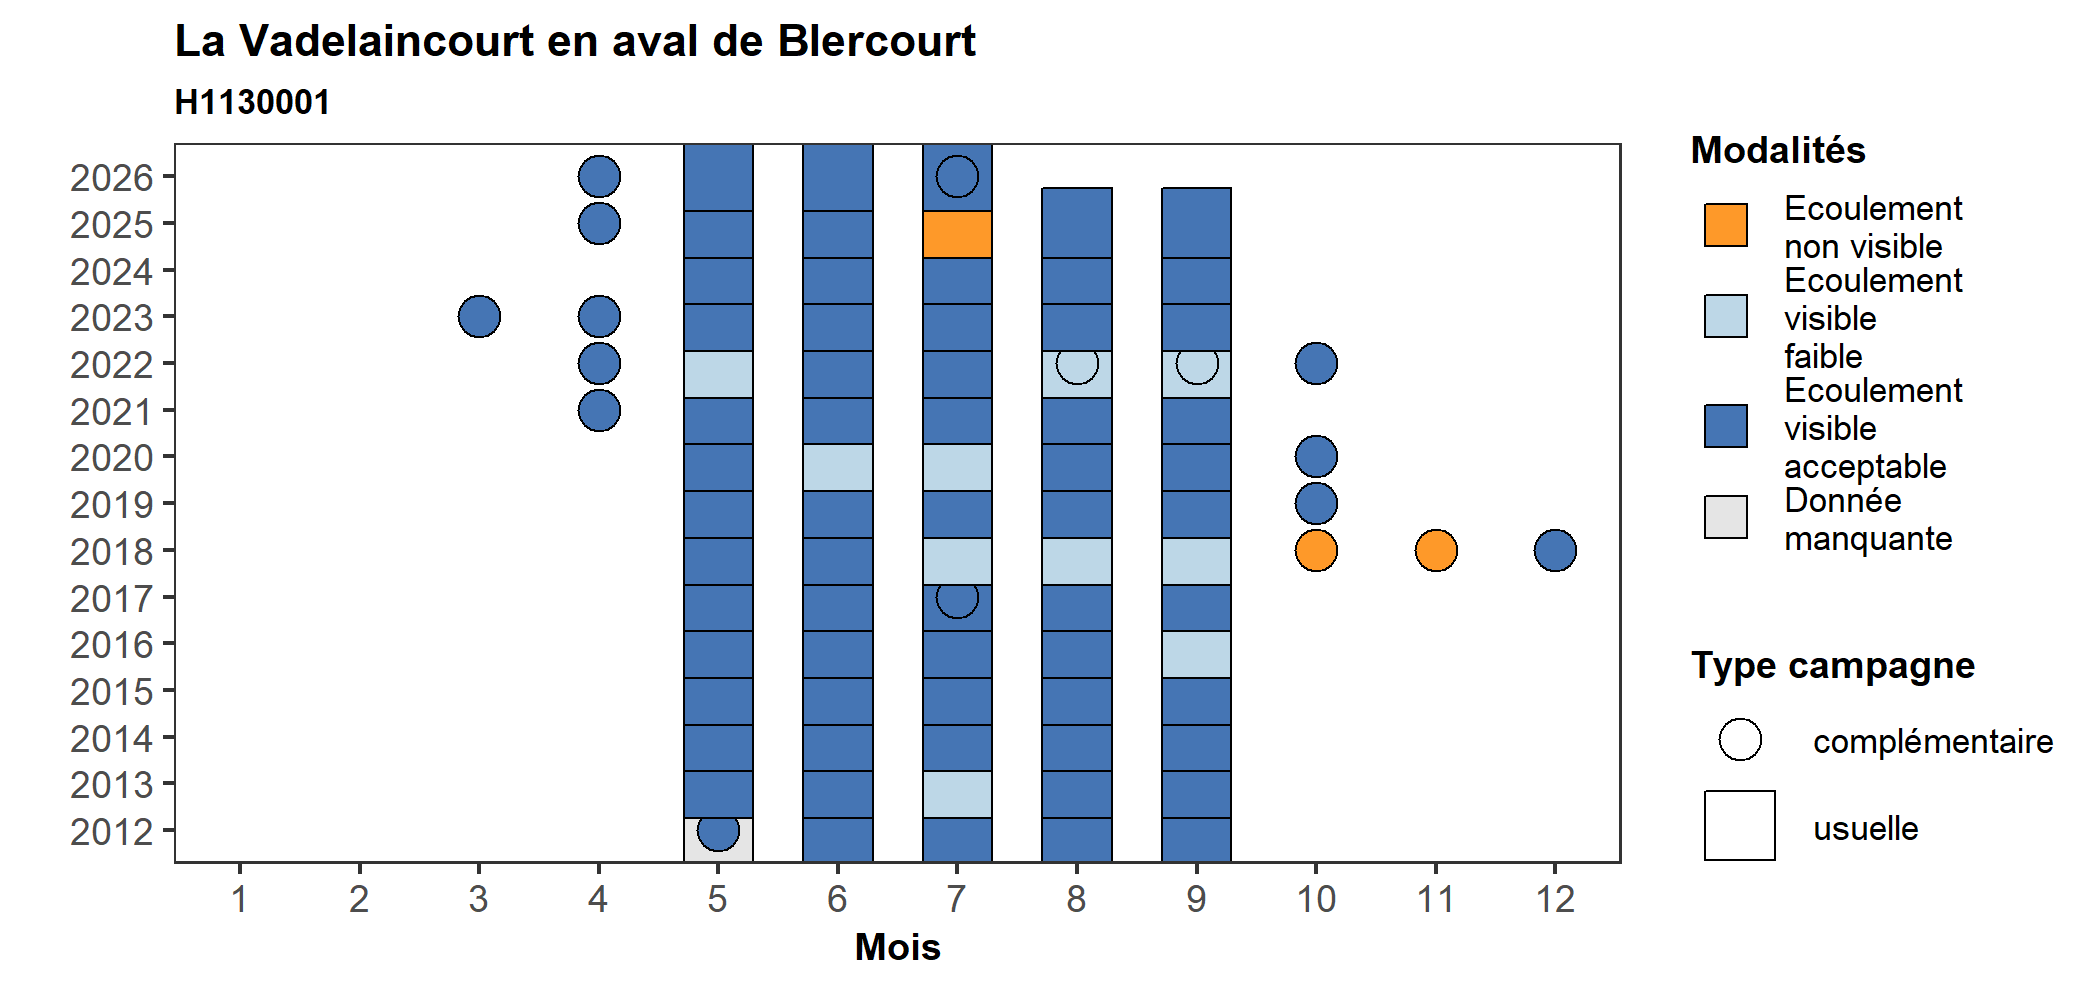 La Vadelaincourt en aval de Blercourt
H1130001
2026
2025
2024
2023
2022
2021
2020
2019
2018
2017
2016
2015
2014
2013
2012
1 2 3 4 5 6 7 8 9 10 11 12
Mois
Modalités
Ecoulement
non visible
Ecoulement
visible
faible
Ecoulement
visible
acceptable
Donnée
manquante
Type campagne
complémentaire
usuelle